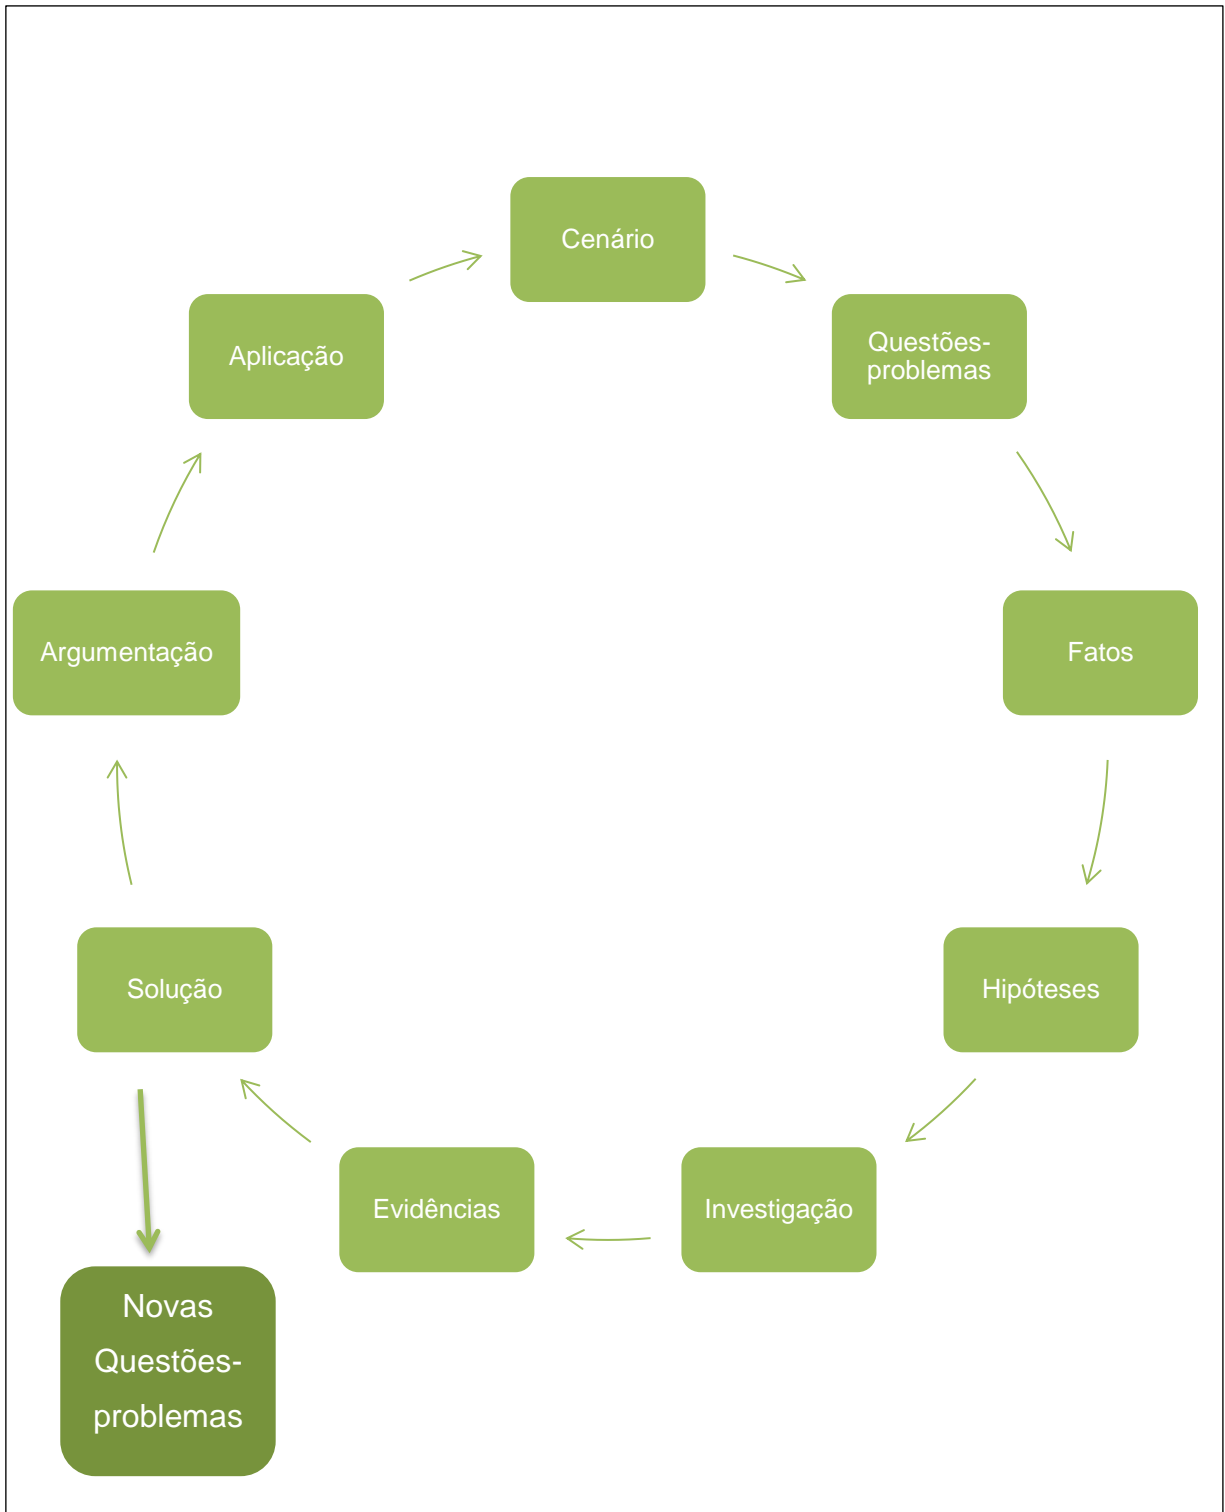 Cenário
Questões-
problemas
Fatos
Hipóteses
Investigação
Evidências
Solução
Argumentação
Aplicação
Novas
Questões-
problemas